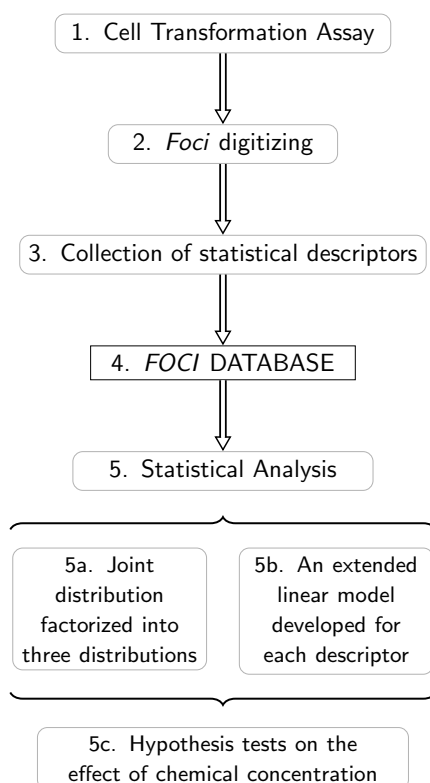 1. Cell Transformation Assay
2. Foci digitizing
3. Collection of statistical descriptors
4. FOCI DATABASE
5. Statistical Analysis
5a. Joint
distribution
factorized into
three distributions
5b. An extended
linear model
developed for
each descriptor
5c. Hypothesis tests on the
effect of chemical concentration